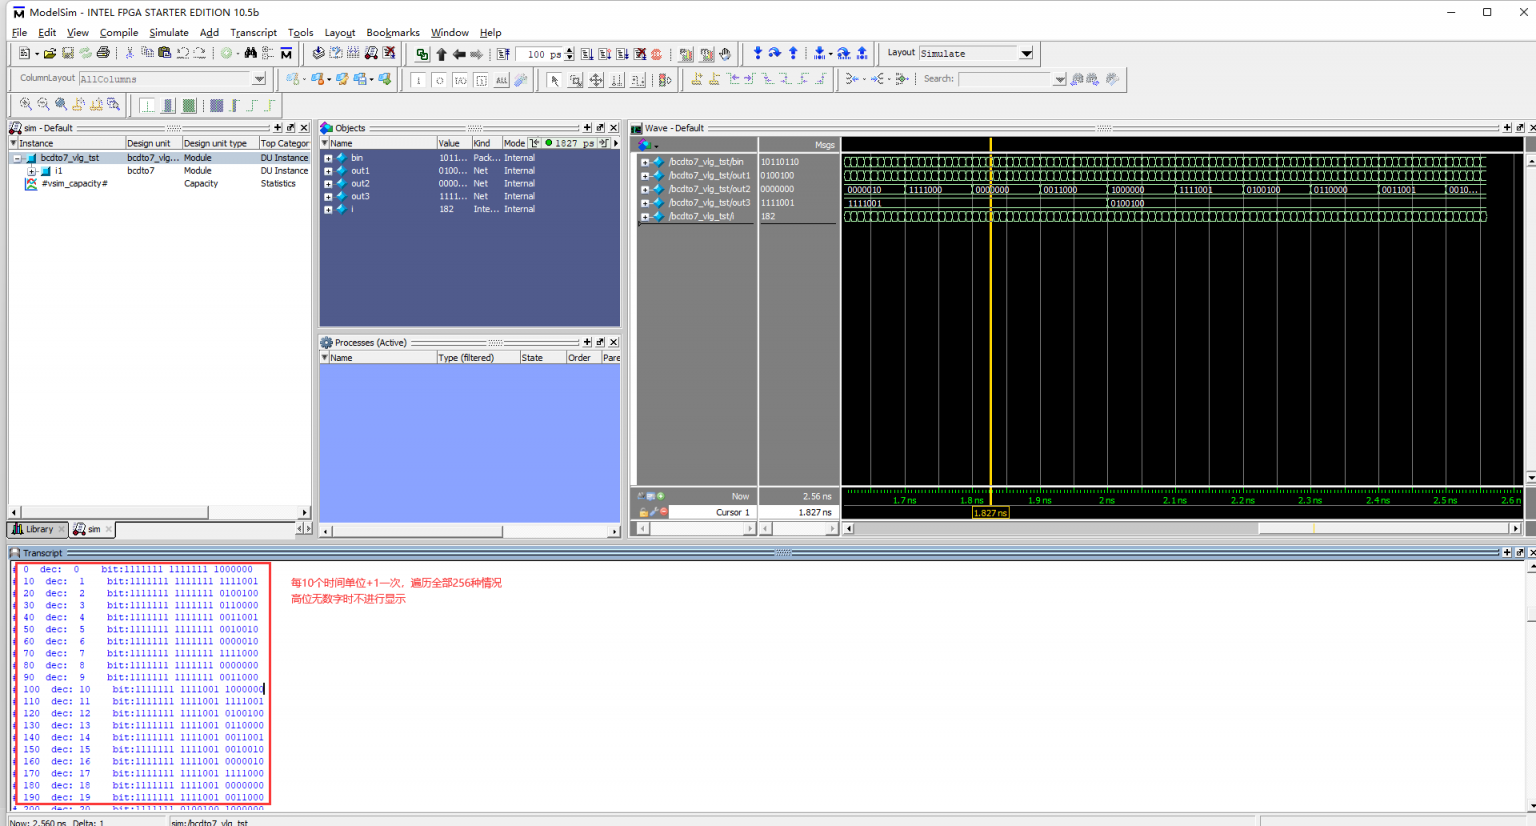 ModelSim - INTEL FPGA STARTER EDITION 10.5b
File Edit View Compile Simulate Add Transcript Tools Layout Bookmarks Window Help
100 ps
Layout Simulate
ColumnLayout AllColumns
Search:
sim - Default
Instance Design unit Design unit type Top Categor
bcdto7_vlg_tst bcdto7_vlg... Module DU Instance
i1 bcdto7 Module DU Instance
#vsim_capacity# Capacity Statistics
Library sim
Objects
Name Value Kind Mode 1827 ps
bin 1011... Pack... Internal
out1 0100... Net Internal
out2 0000... Net Internal
out3 1111... Net Internal
i 182 Inte... Internal
Processes (Active)
Name Type (filtered) State Order Pare
Wave - Default
Msgs
/bcdto7_vlg_tst/bin 10110110
/bcdto7_vlg_tst/out1 0100100
/bcdto7_vlg_tst/out2 0000000 0000010 1111000 0000000 0011000 1000000 1111001 0100100 0110000 0011001 0010...
/bcdto7_vlg_tst/out3 1111001 1111001 0100100
/bcdto7_vlg_tst/i 182
Now 2.56 ns 1.7 ns 1.8 ns 1.9 ns 2 ns 2.1 ns 2.2 ns 2.3 ns 2.4 ns 2.5 ns 2.6 n
Cursor 1 1.827 ns 1.827 ns
Transcript
# 0 dec: 0 bit:1111111 1111111 1000000
# 10 dec: 1 bit:1111111 1111111 1111001
# 20 dec: 2 bit:1111111 1111111 0100100
# 30 dec: 3 bit:1111111 1111111 0110000
# 40 dec: 4 bit:1111111 1111111 0011001
# 50 dec: 5 bit:1111111 1111111 0010010
# 60 dec: 6 bit:1111111 1111111 0000010
# 70 dec: 7 bit:1111111 1111111 1111000
# 80 dec: 8 bit:1111111 1111111 0000000
# 90 dec: 9 bit:1111111 1111111 0011000
# 100 dec: 10 bit:1111111 1111001 1000000
# 110 dec: 11 bit:1111111 1111001 1111001
# 120 dec: 12 bit:1111111 1111001 0100100
# 130 dec: 13 bit:1111111 1111001 0110000
# 140 dec: 14 bit:1111111 1111001 0011001
# 150 dec: 15 bit:1111111 1111001 0010010
# 160 dec: 16 bit:1111111 1111001 0000010
# 170 dec: 17 bit:1111111 1111001 1111000
# 180 dec: 18 bit:1111111 1111001 0000000
# 190 dec: 19 bit:1111111 1111001 0011000
# 200 dec: 20 bit:1111111 0100100 1000000
每10个时间单位+1一次，遍历全部256种情况
高位无数字时不进行显示
Now: 2,560 ps Delta: 1 sim:/bcdto7_vlg_tst